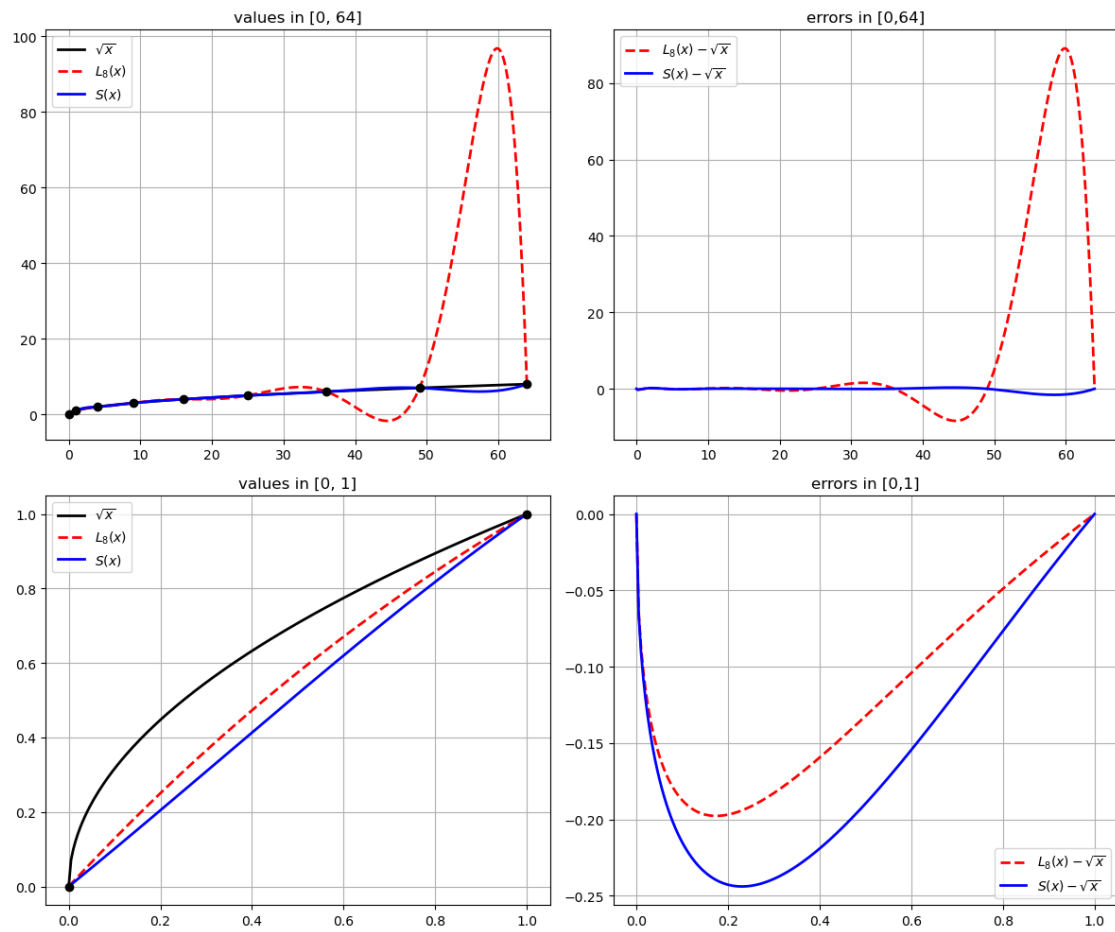 values in [0, 64]
√x
L₈(x)
S(x)
100
80
60
40
20
0
0 10 20 30 40 50 60
errors in [0,64]
L₈(x) − √x
S(x) − √x
80
60
40
20
0
0 10 20 30 40 50 60
values in [0, 1]
√x
L₈(x)
S(x)
1.0
0.8
0.6
0.4
0.2
0.0
0.0 0.2 0.4 0.6 0.8 1.0
errors in [0,1]
0.00
−0.05
−0.10
−0.15
−0.20
−0.25
L₈(x) − √x
S(x) − √x
0.0 0.2 0.4 0.6 0.8 1.0